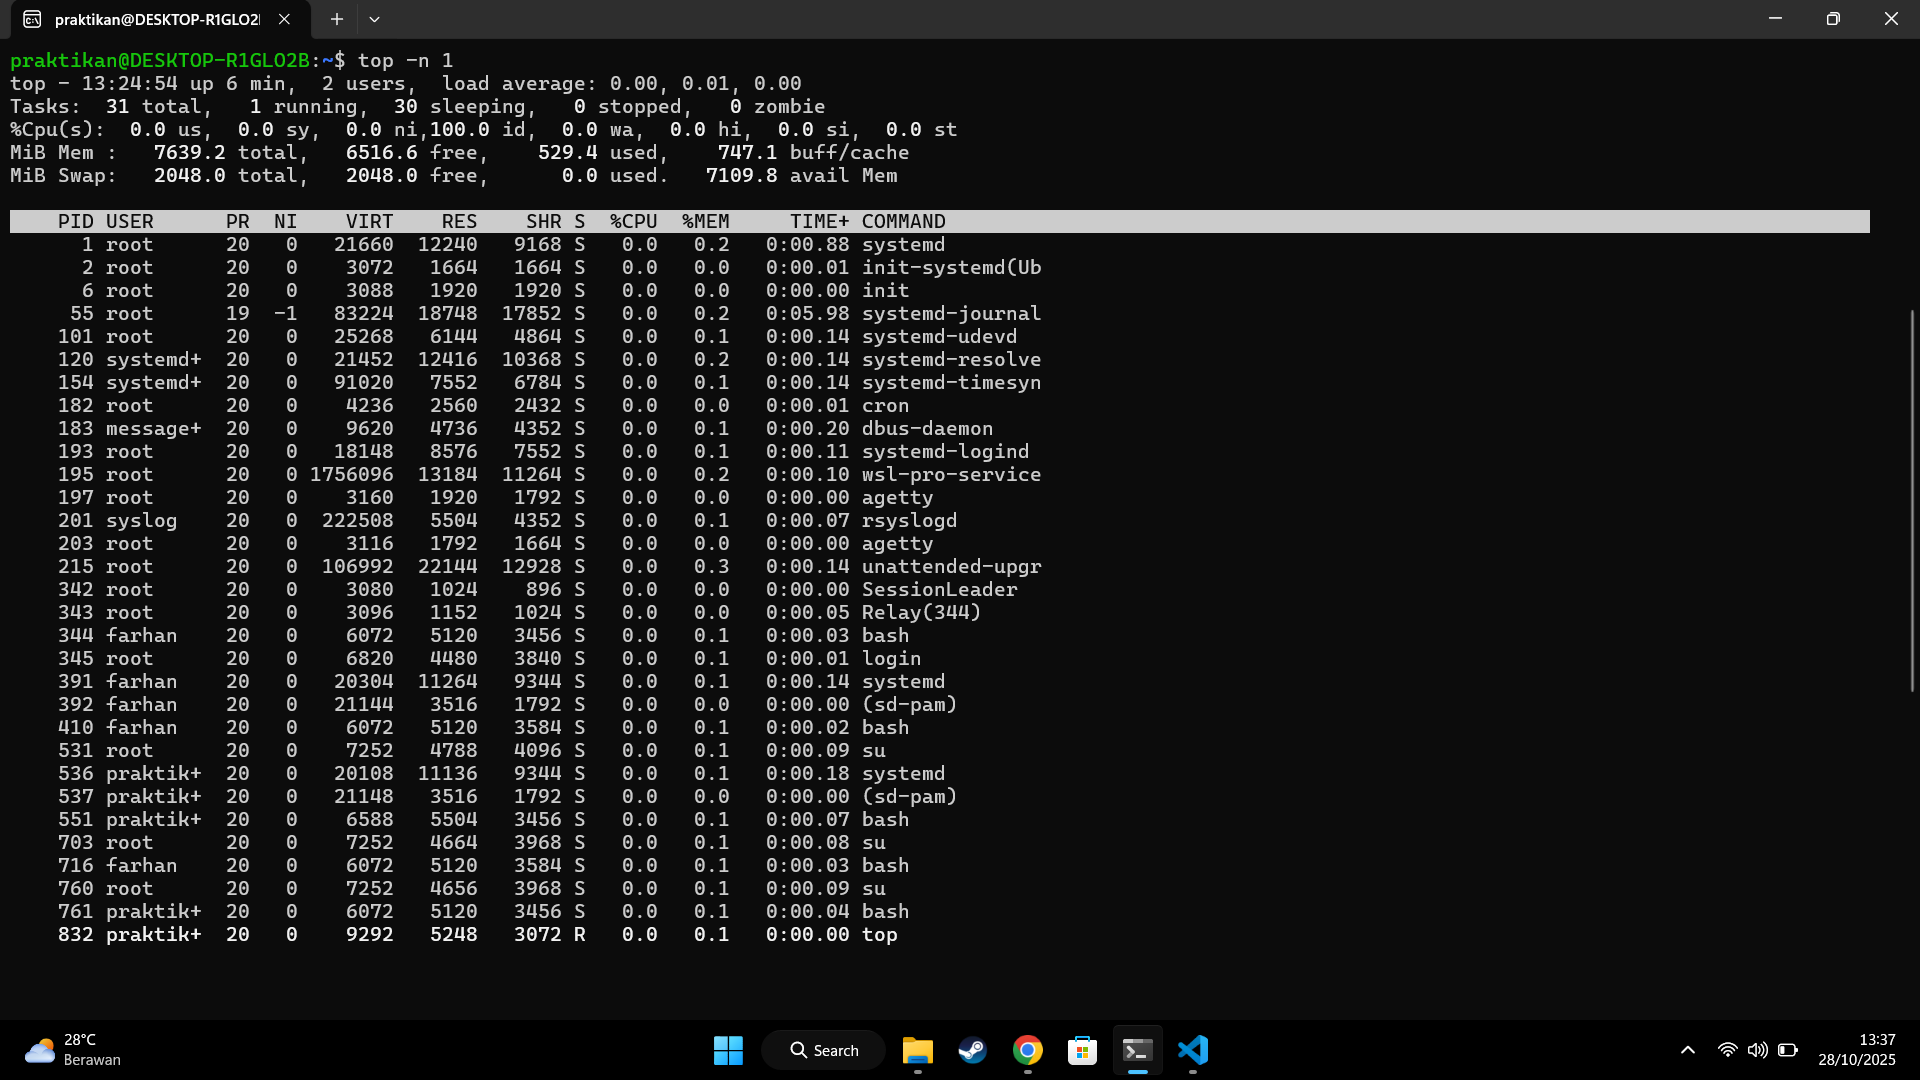 praktikan@DESKTOP-R1GLO2
praktikan@DESKTOP-R1GLO2B:~$ top -n 1
top - 13:24:54 up 6 min,  2 users,  load average: 0.00, 0.01, 0.00
Tasks:  31 total,   1 running,  30 sleeping,   0 stopped,   0 zombie
%Cpu(s):  0.0 us,  0.0 sy,  0.0 ni,100.0 id,  0.0 wa,  0.0 hi,  0.0 si,  0.0 st
MiB Mem :   7639.2 total,   6516.6 free,    529.4 used,    747.1 buff/cache
MiB Swap:   2048.0 total,   2048.0 free,      0.0 used.   7109.8 avail Mem
PID USER      PR  NI    VIRT    RES    SHR S  %CPU  %MEM     TIME+ COMMAND
1 root      20   0   21660  12240   9168 S   0.0   0.2   0:00.88 systemd
2 root      20   0    3072   1664   1664 S   0.0   0.0   0:00.01 init-systemd(Ub
6 root      20   0    3088   1920   1920 S   0.0   0.0   0:00.00 init
55 root      19  -1   83224  18748  17852 S   0.0   0.2   0:05.98 systemd-journal
101 root      20   0   25268   6144   4864 S   0.0   0.1   0:00.14 systemd-udevd
120 systemd+  20   0   21452  12416  10368 S   0.0   0.2   0:00.14 systemd-resolve
154 systemd+  20   0   91020   7552   6784 S   0.0   0.1   0:00.14 systemd-timesyn
182 root      20   0    4236   2560   2432 S   0.0   0.0   0:00.01 cron
183 message+  20   0    9620   4736   4352 S   0.0   0.1   0:00.20 dbus-daemon
193 root      20   0   18148   8576   7552 S   0.0   0.1   0:00.11 systemd-logind
195 root      20   0 1756096  13184  11264 S   0.0   0.2   0:00.10 wsl-pro-service
197 root      20   0    3160   1920   1792 S   0.0   0.0   0:00.00 agetty
201 syslog    20   0  222508   5504   4352 S   0.0   0.1   0:00.07 rsyslogd
203 root      20   0    3116   1792   1664 S   0.0   0.0   0:00.00 agetty
215 root      20   0  106992  22144  12928 S   0.0   0.3   0:00.14 unattended-upgr
342 root      20   0    3080   1024    896 S   0.0   0.0   0:00.00 SessionLeader
343 root      20   0    3096   1152   1024 S   0.0   0.0   0:00.05 Relay(344)
344 farhan    20   0    6072   5120   3456 S   0.0   0.1   0:00.03 bash
345 root      20   0    6820   4480   3840 S   0.0   0.1   0:00.01 login
391 farhan    20   0   20304  11264   9344 S   0.0   0.1   0:00.14 systemd
392 farhan    20   0   21144   3516   1792 S   0.0   0.0   0:00.00 (sd-pam)
410 farhan    20   0    6072   5120   3584 S   0.0   0.1   0:00.02 bash
531 root      20   0    7252   4788   4096 S   0.0   0.1   0:00.09 su
536 praktik+  20   0   20108  11136   9344 S   0.0   0.1   0:00.18 systemd
537 praktik+  20   0   21148   3516   1792 S   0.0   0.0   0:00.00 (sd-pam)
551 praktik+  20   0    6588   5504   3456 S   0.0   0.1   0:00.07 bash
703 root      20   0    7252   4664   3968 S   0.0   0.1   0:00.08 su
716 farhan    20   0    6072   5120   3584 S   0.0   0.1   0:00.03 bash
760 root      20   0    7252   4656   3968 S   0.0   0.1   0:00.09 su
761 praktik+  20   0    6072   5120   3456 S   0.0   0.1   0:00.04 bash
832 praktik+  20   0    9292   5248   3072 R   0.0   0.1   0:00.00 top
28°C
Berawan
Search
13:37
28/10/2025